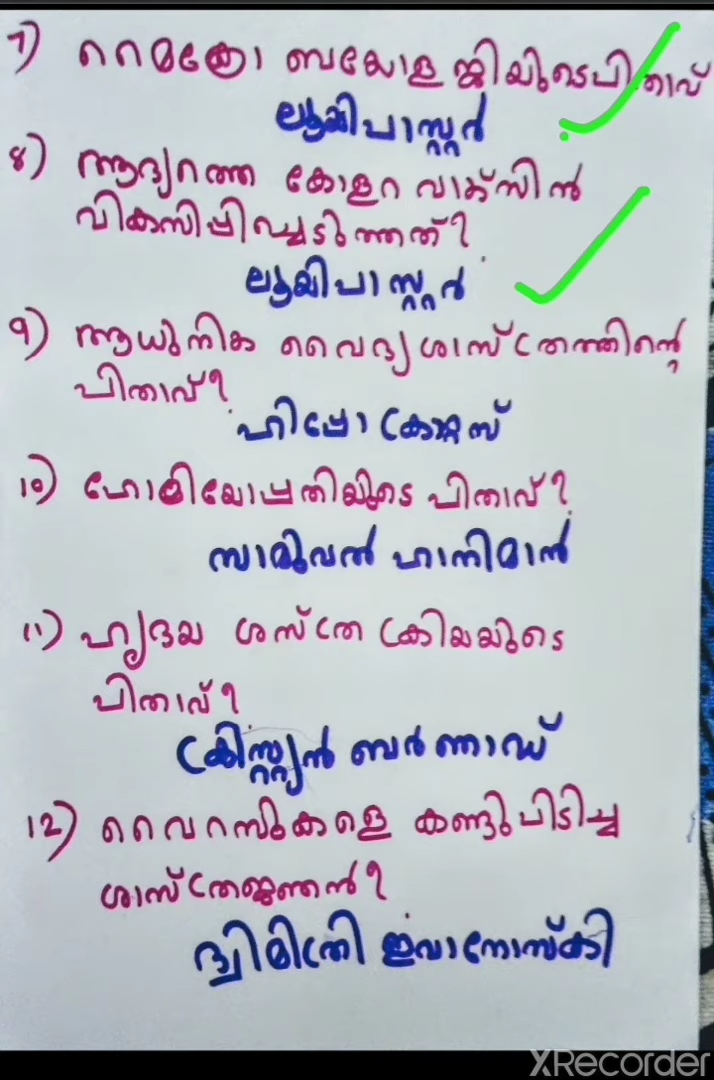 7) മൈക്രോ ബയോളജിയുടെ പിതാവ്
ലൂയി പാസ്റ്റർ
8) ആദ്യത്തെ കോളറ വാക്സിൻ
വികസിപ്പിച്ചെടുത്തത്?
ലൂയി പാസ്റ്റർ
9) ആധുനിക വൈദ്യശാസ്ത്രത്തിന്റെ
പിതാവ്?
ഹിപ്പോ ക്രാറ്റസ്
10) ഹോമിയോപ്പതിയുടെ പിതാവ്?
സാമുവൽ ഹാനിമാൻ
11) ഹൃദയ ശസ്ത്ര ക്രിയയുടെ
പിതാവ്?
ക്രിസ്റ്റ്യൻ ബർണാഡ്
12) വൈറസുകളെ കണ്ടുപിടിച്ച
ശാസ്ത്രജ്ഞൻ?
ദ്വിമിത്രി ഇവാനോസ്കി
XRecorder